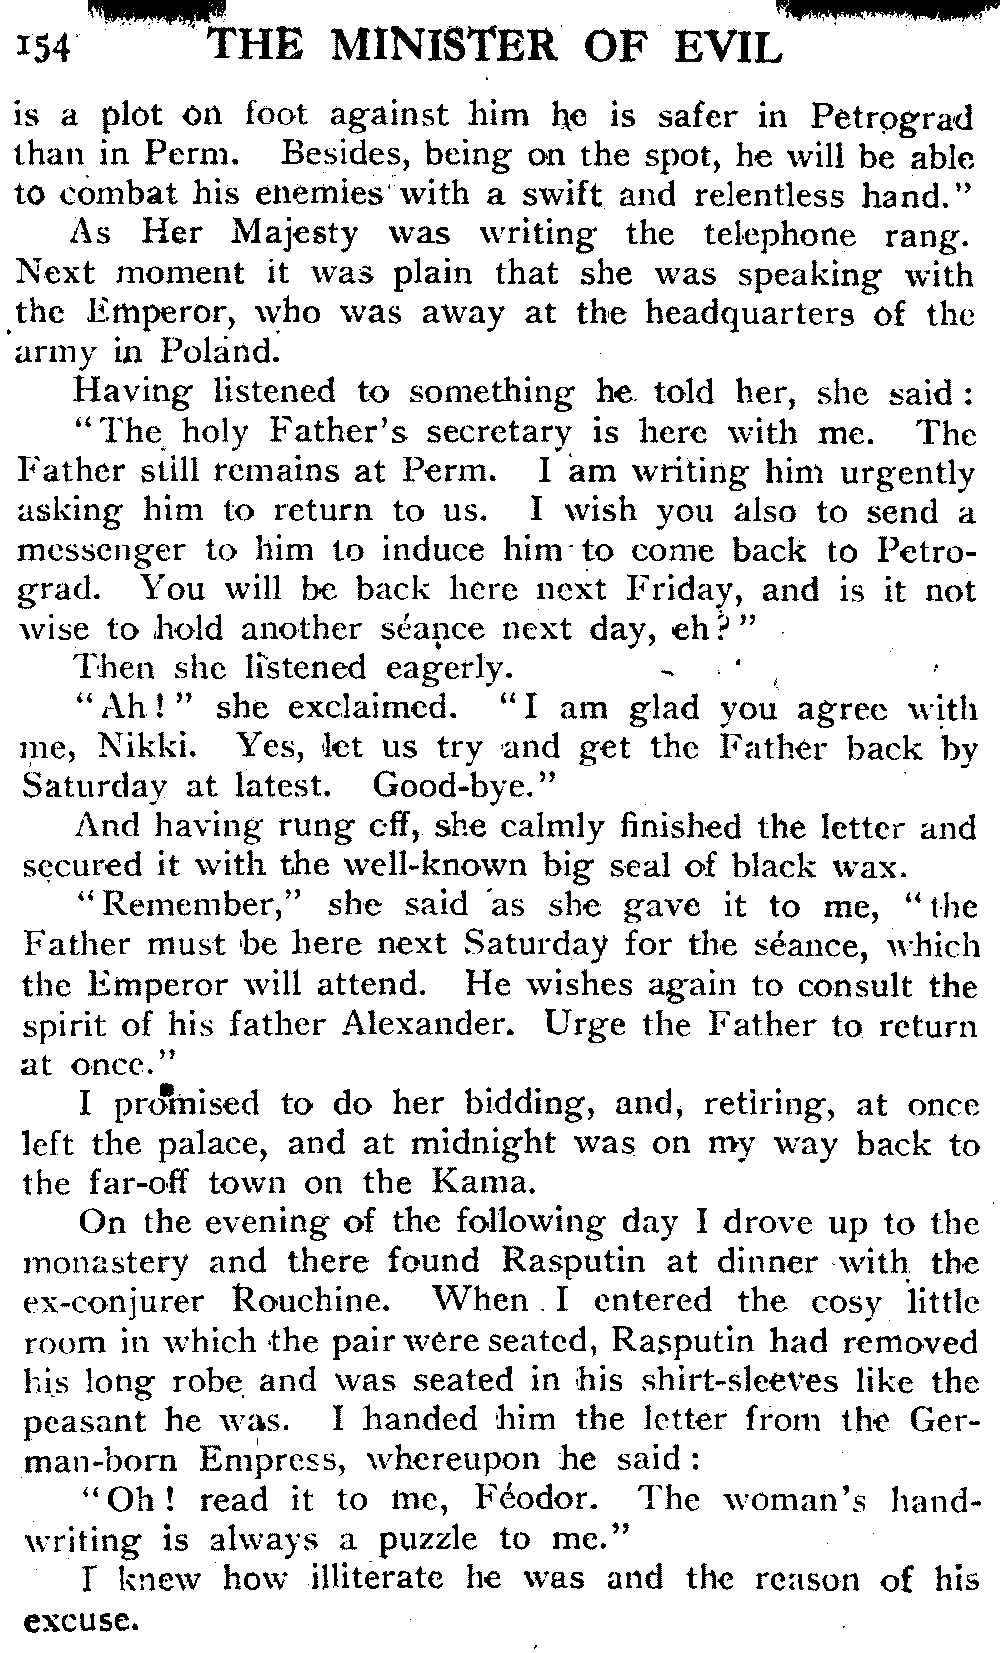 154 THE MINISTER OF EVIL
is a plot on foot against him he is safer in Petrograd
than in Perm. Besides, being on the spot, he will be able
to combat his enemies with a swift and relentless hand."
As Her Majesty was writing the telephone rang.
Next moment it was plain that she was speaking with
the Emperor, who was away at the headquarters of the
army in Poland.
Having listened to something he told her, she said :
"The holy Father's secretary is here with me. The
Father still remains at Perm. I am writing him urgently
asking him to return to us. I wish you also to send a
messenger to him to induce him to come back to Petro-
grad. You will be back here next Friday, and is it not
wise to hold another séance next day, eh?"
Then she listened eagerly.
"Ah!" she exclaimed. "I am glad you agree with
me, Nikki. Yes, let us try and get the Father back by
Saturday at latest. Good-bye."
And having rung off, she calmly finished the letter and
secured it with the well-known big seal of black wax.
"Remember," she said as she gave it to me, "the
Father must be here next Saturday for the séance, which
the Emperor will attend. He wishes again to consult the
spirit of his father Alexander. Urge the Father to return
at once."
I promised to do her bidding, and, retiring, at once
left the palace, and at midnight was on my way back to
the far-off town on the Kama.
On the evening of the following day I drove up to the
monastery and there found Rasputin at dinner with the
ex-conjurer Rouchine. When I entered the cosy little
room in which the pair were seated, Rasputin had removed
his long robe and was seated in his shirt-sleeves like the
peasant he was. I handed him the letter from the Ger-
man-born Empress, whereupon he said :
"Oh! read it to me, Féodor. The woman's hand-
writing is always a puzzle to me."
I knew how illiterate he was and the reason of his
excuse.